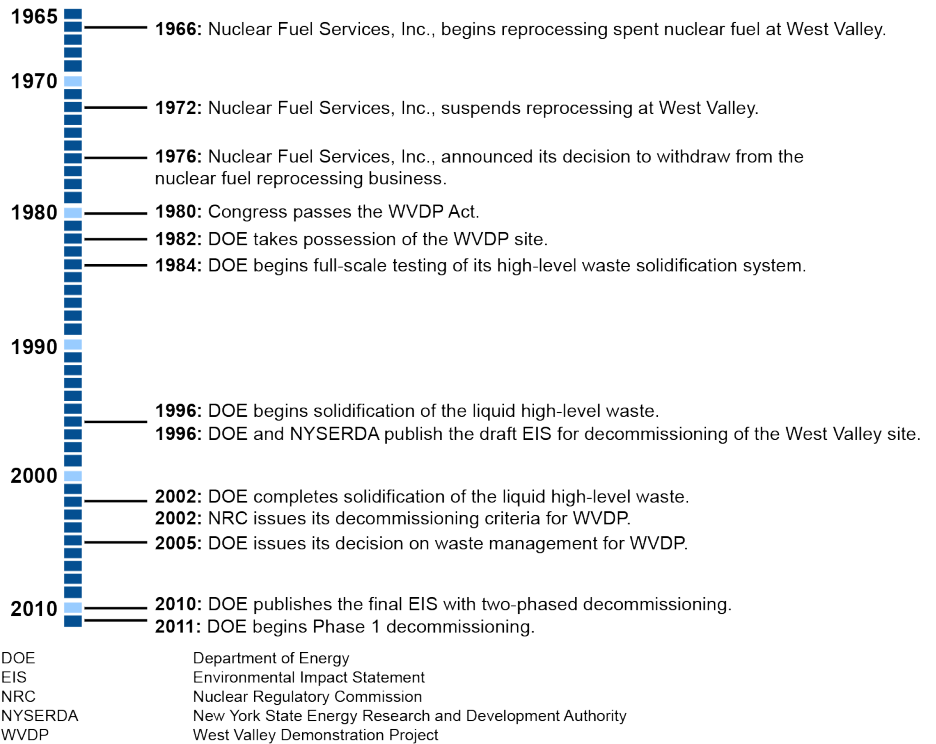 1965
1966: Nuclear Fuel Services, Inc., begins reprocessing spent nuclear fuel at West Valley.
1970
1972: Nuclear Fuel Services, Inc., suspends reprocessing at West Valley.
1976: Nuclear Fuel Services, Inc., announced its decision to withdraw from the
nuclear fuel reprocessing business.
1980
1980: Congress passes the WVDP Act.
1982: DOE takes possession of the WVDP site.
1984: DOE begins full-scale testing of its high-level waste solidification system.
1990
1996: DOE begins solidification of the liquid high-level waste.
1996: DOE and NYSERDA publish the draft EIS for decommissioning of the West Valley site.
2000
2002: DOE completes solidification of the liquid high-level waste.
2002: NRC issues its decommissioning criteria for WVDP.
2005: DOE issues its decision on waste management for WVDP.
2010
2010: DOE publishes the final EIS with two-phased decommissioning.
2011: DOE begins Phase 1 decommissioning.
DOE Department of Energy
EIS Environmental Impact Statement
NRC Nuclear Regulatory Commission
NYSERDA New York State Energy Research and Development Authority
WVDP West Valley Demonstration Project